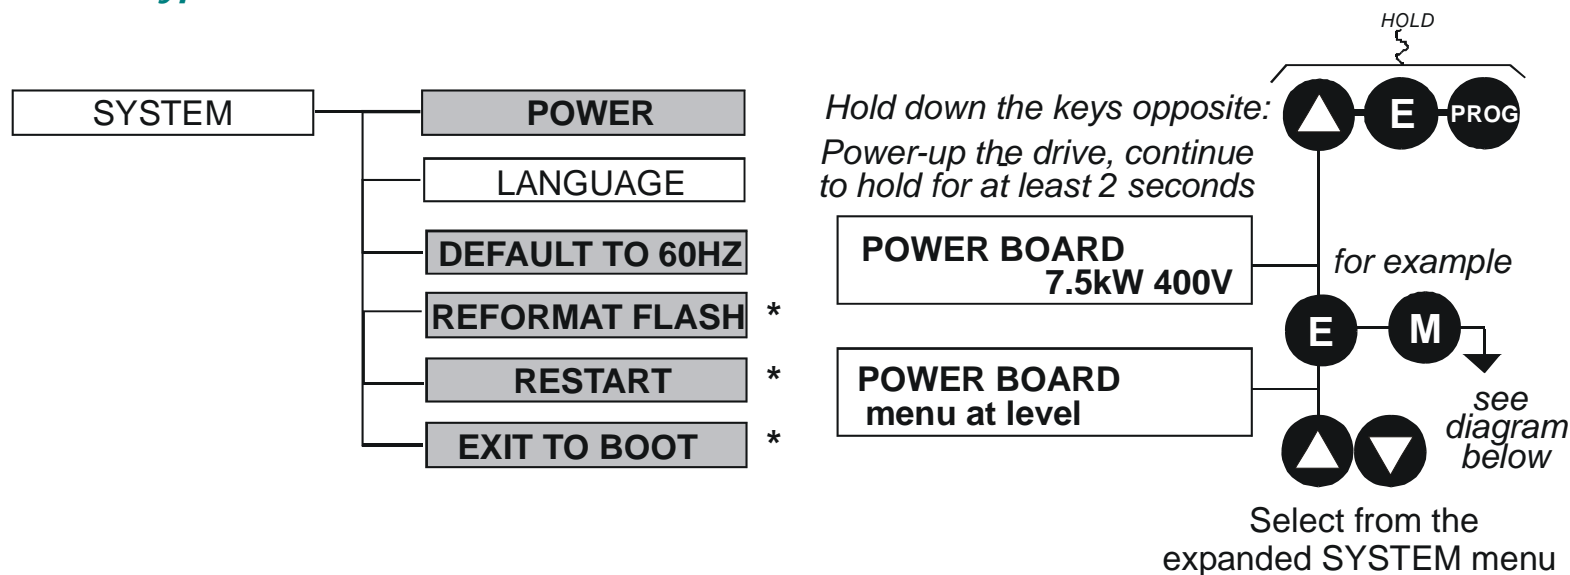 SYSTEM
POWER
LANGUAGE
DEFAULT TO 60HZ
REFORMAT FLASH *
RESTART *
EXIT TO BOOT *
HOLD
Hold down the keys opposite:
E
PROG
Power-up the drive, continue
to hold for at least 2 seconds
POWER BOARD
7.5kW 400V
for example
E
M
POWER BOARD
menu at level
see
diagram
below
Select from the
expanded SYSTEM menu